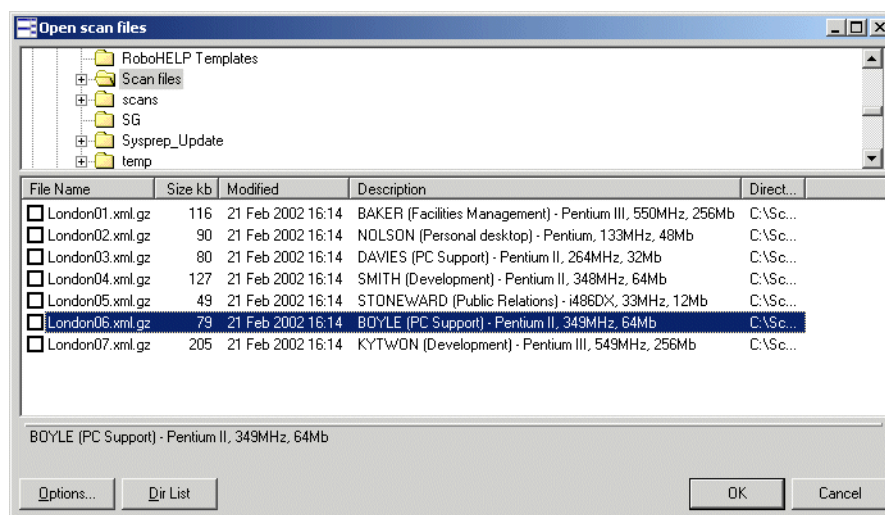 Open scan files
RoboHELP Templates
Scan files
scans
SG
Sysprep_Update
temp
File Name Size kb Modified Description Direct...
London01.xml.gz 116 21 Feb 2002 16:14 BAKER (Facilities Management) - Pentium III, 550MHz, 256Mb C:\Sc...
London02.xml.gz 90 21 Feb 2002 16:14 NOLSON (Personal desktop) - Pentium, 133MHz, 48Mb C:\Sc...
London03.xml.gz 80 21 Feb 2002 16:14 DAVIES (PC Support) - Pentium II, 264MHz, 32Mb C:\Sc...
London04.xml.gz 127 21 Feb 2002 16:14 SMITH (Development) - Pentium II, 348MHz, 64Mb C:\Sc...
London05.xml.gz 49 21 Feb 2002 16:14 STONEWARD (Public Relations) - i486DX, 33MHz, 12Mb C:\Sc...
London06.xml.gz 79 21 Feb 2002 16:14 BOYLE (PC Support) - Pentium II, 349MHz, 64Mb C:\Sc...
London07.xml.gz 205 21 Feb 2002 16:14 KYTWON (Development) - Pentium III, 549MHz, 256Mb C:\Sc...
BOYLE (PC Support) - Pentium II, 349MHz, 64Mb
Options... Dir List OK Cancel